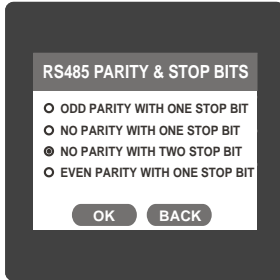 RS485 PARITY & STOP BITS
ODD PARITY WITH ONE STOP BIT
NO PARITY WITH ONE STOP BIT
NO PARITY WITH TWO STOP BIT
EVEN PARITY WITH ONE STOP BIT
OK BACK